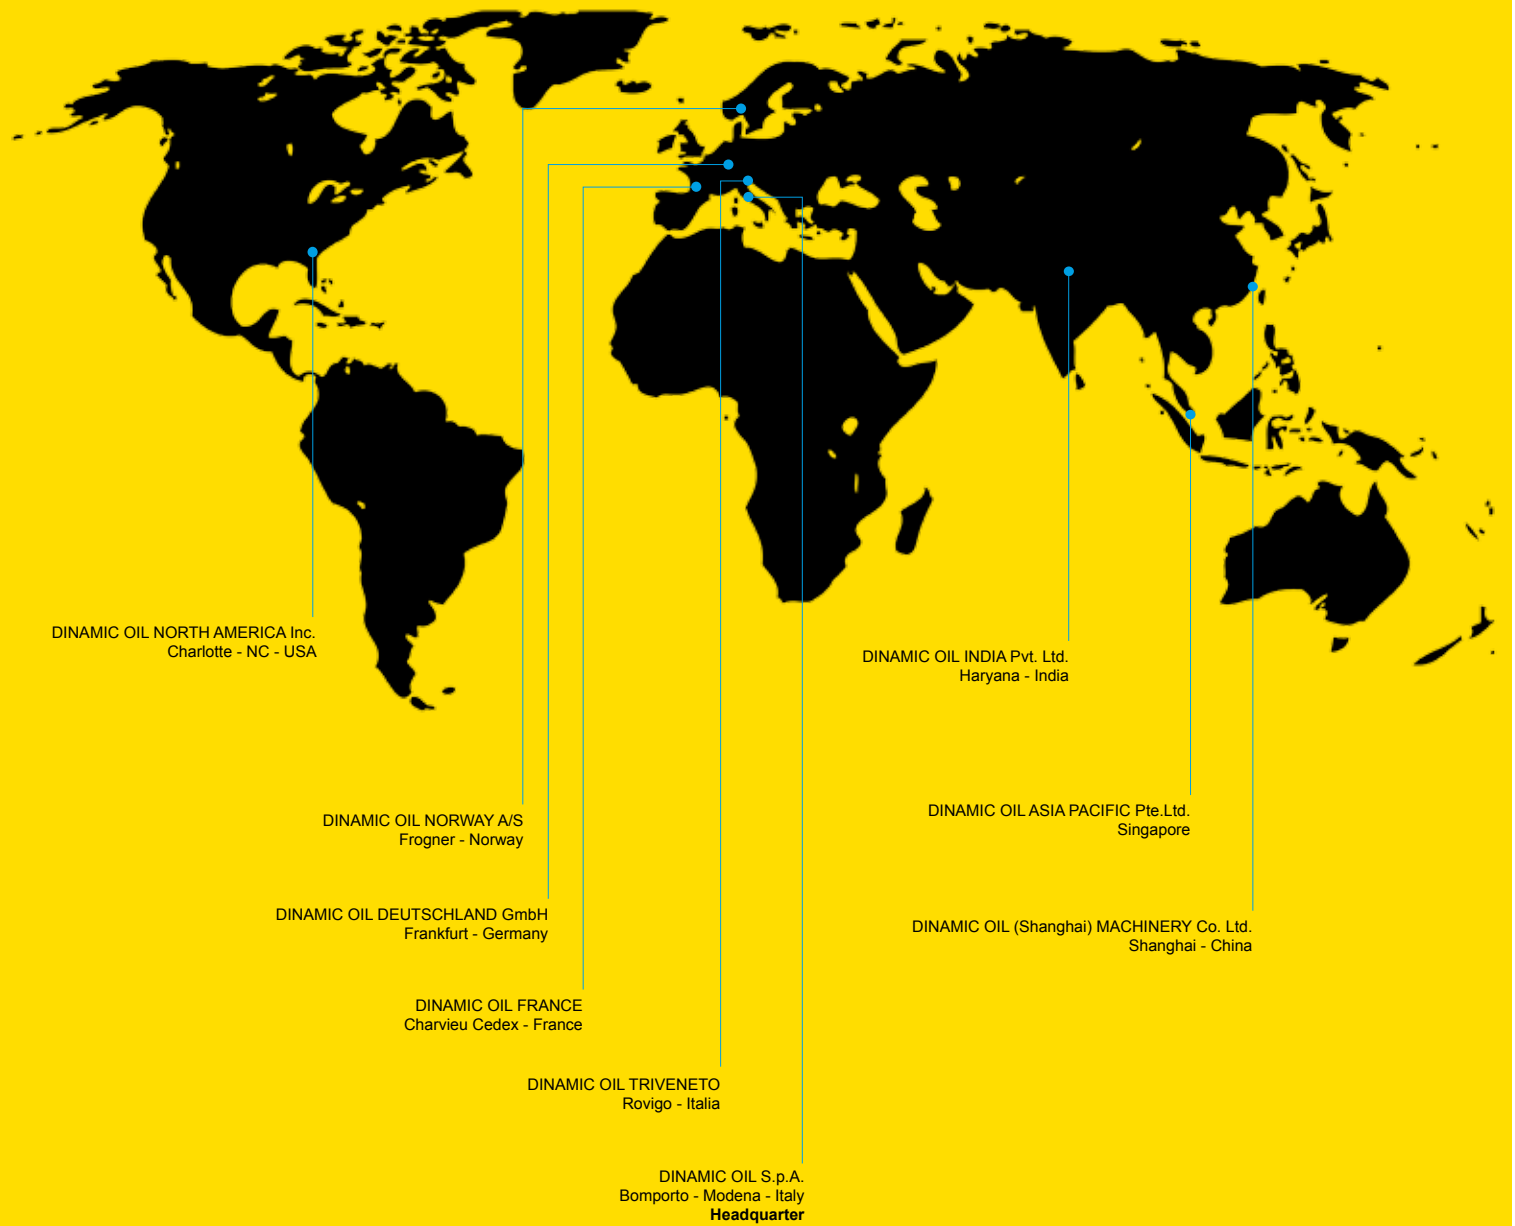 DINAMIC OIL NORTH AMERICA Inc.
Charlotte - NC - USA
DINAMIC OIL INDIA Pvt. Ltd.
Haryana - India
DINAMIC OIL ASIA PACIFIC Pte.Ltd.
Singapore
DINAMIC OIL NORWAY A/S
Frogner - Norway
DINAMIC OIL DEUTSCHLAND GmbH
Frankfurt - Germany
DINAMIC OIL (Shanghai) MACHINERY Co. Ltd.
Shanghai - China
DINAMIC OIL FRANCE
Charvieu Cedex - France
DINAMIC OIL TRIVENETO
Rovigo - Italia
DINAMIC OIL S.p.A.
Bomporto - Modena - Italy
Headquarter